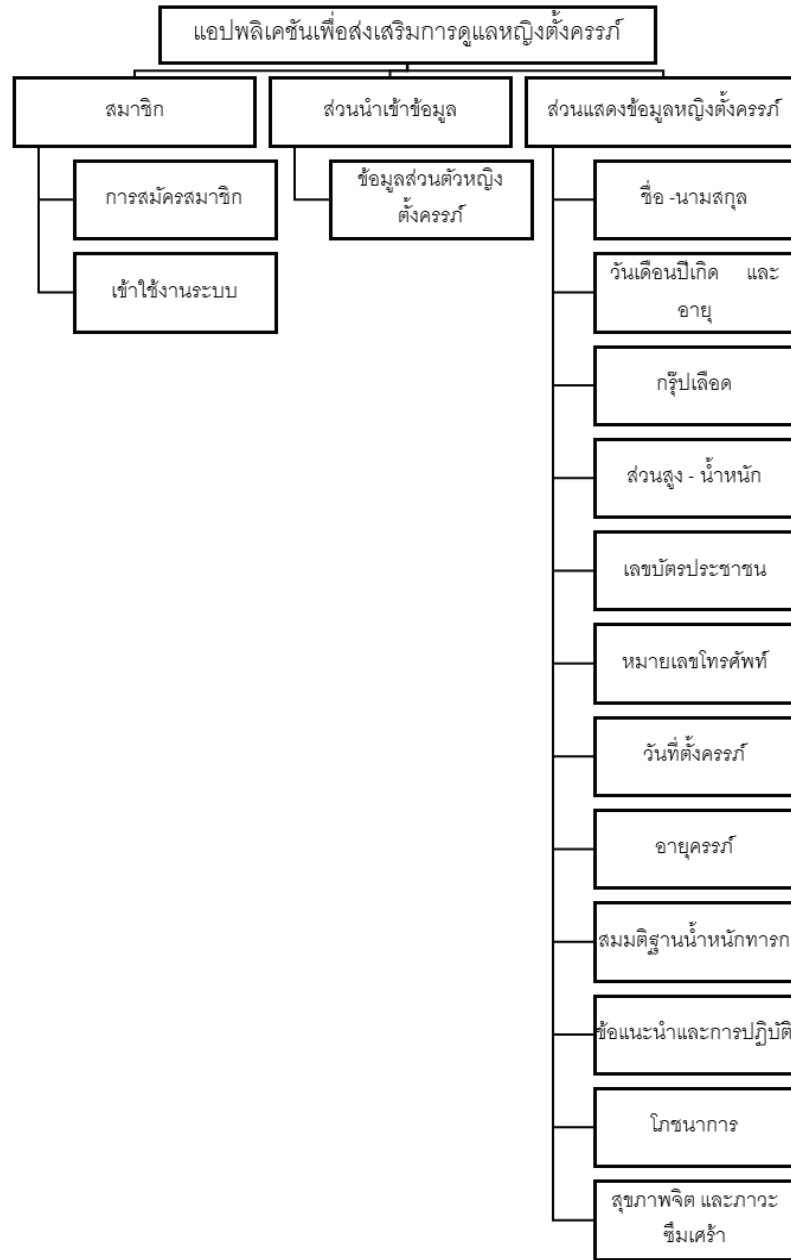 แอปพลิเคชันเพื่อส่งเสริมการดูแลหญิงตั้งครรภ์
สมาชิก
การสมัครสมาชิก
เข้าใช้งานระบบ
ส่วนนำเข้าข้อมูล
ข้อมูลส่วนตัวหญิง
ตั้งครรภ์
ส่วนแสดงข้อมูลหญิงตั้งครรภ์
ชื่อ -นามสกุล
วันเดือนปีเกิด และ
อายุ
กรุ๊ปเลือด
ส่วนสูง - น้ำหนัก
เลขบัตรประชาชน
หมายเลขโทรศัพท์
วันที่ตั้งครรภ์
อายุครรภ์
สมมติฐานน้ำหนักทารก
ข้อแนะนำและการปฏิบัติ
โภชนาการ
สุขภาพจิต และภาวะ
ซึมเศร้า